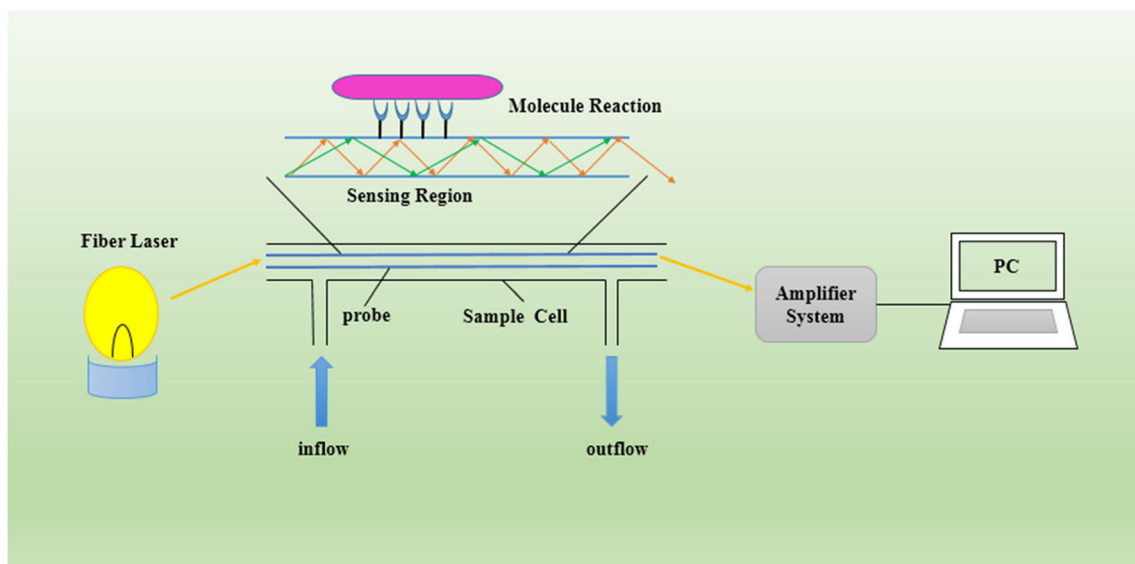 Molecule Reaction
Sensing Region
Fiber Laser
PC
Amplifier
System
probe
Sample Cell
inflow
outflow